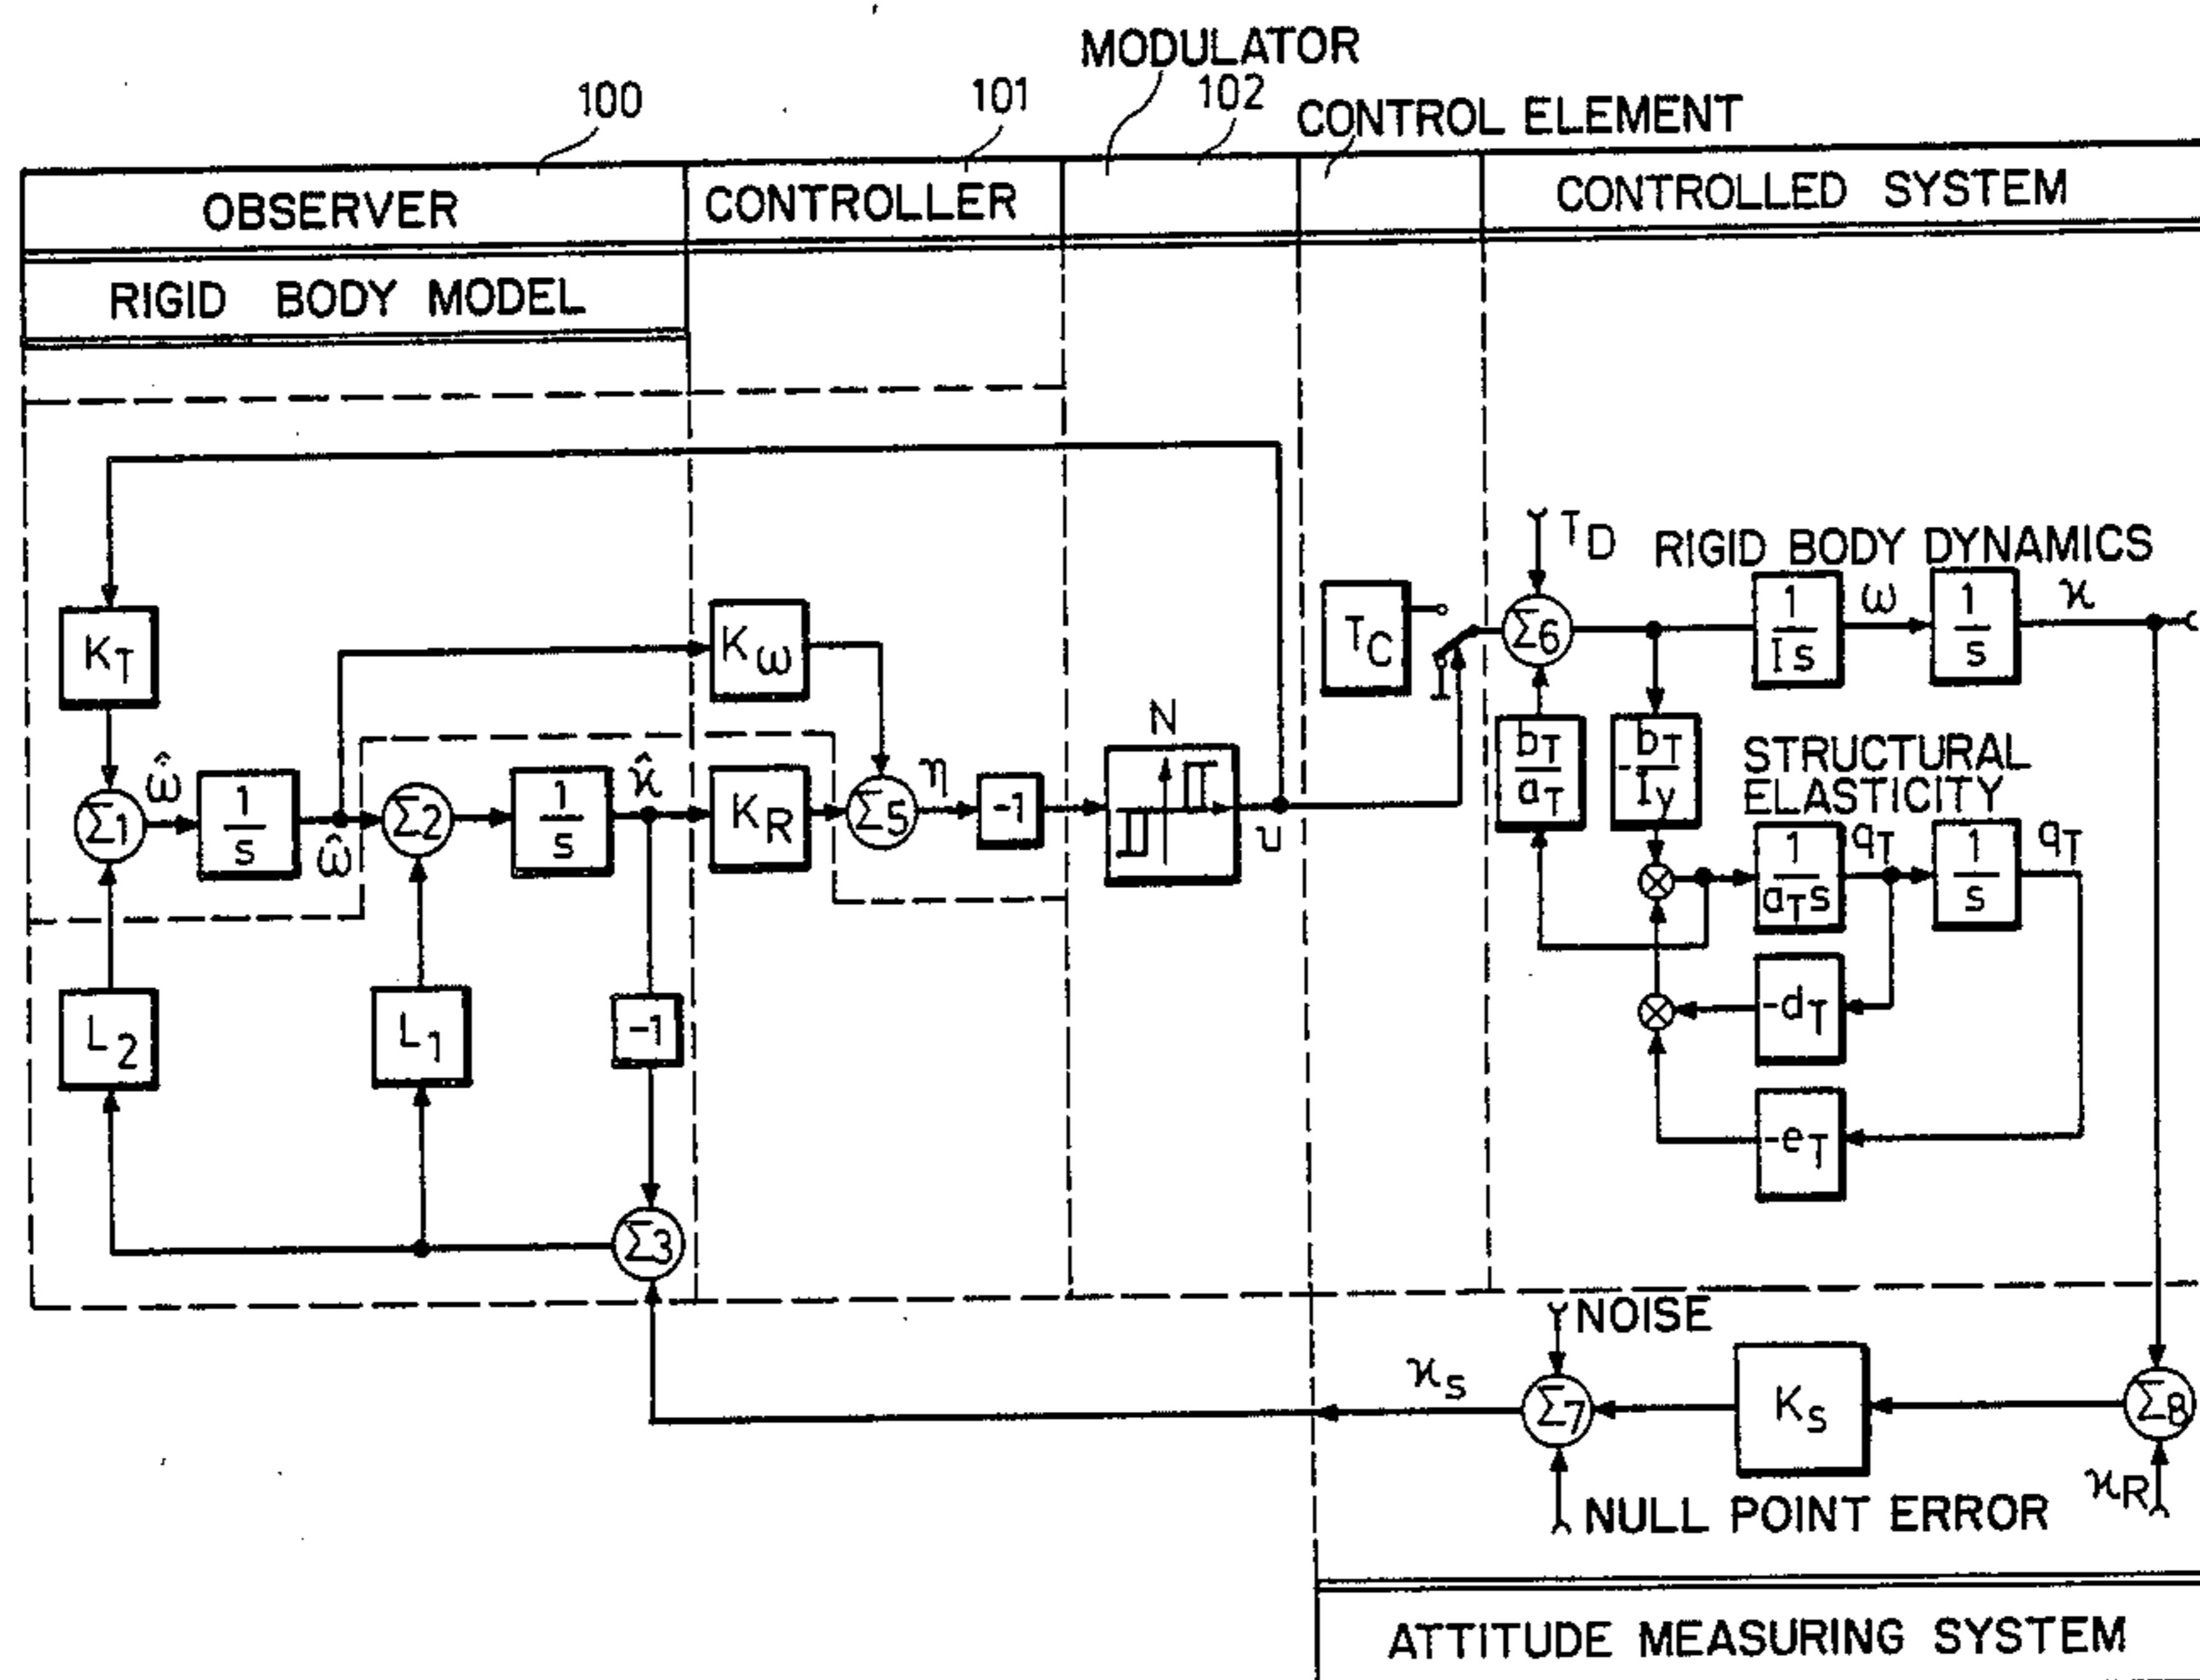 MODULATOR
100
101
102
CONTROL ELEMENT
OBSERVER
CONTROLLER
CONTROLLED SYSTEM
RIGID BODY MODEL
T_D
RIGID BODY DYNAMICS
K_T
K_ω
T_C
Σ6
1/Is
ω
1/s
ϰ
N
b_T/a_T
-b_T/I_y
STRUCTURAL
ELASTICITY
Σ1
ω̂
1/s
ω̂
Σ2
1/s
ϰ̂
K_R
Σ5
η
-1
u
1/a_T s
q_T
1/s
q_T
L_2
L_1
-1
-d_T
-e_T
Σ3
NOISE
ϰ_s
Σ7
K_s
Σ8
ϰ_R
NULL POINT ERROR
ATTITUDE MEASURING SYSTEM